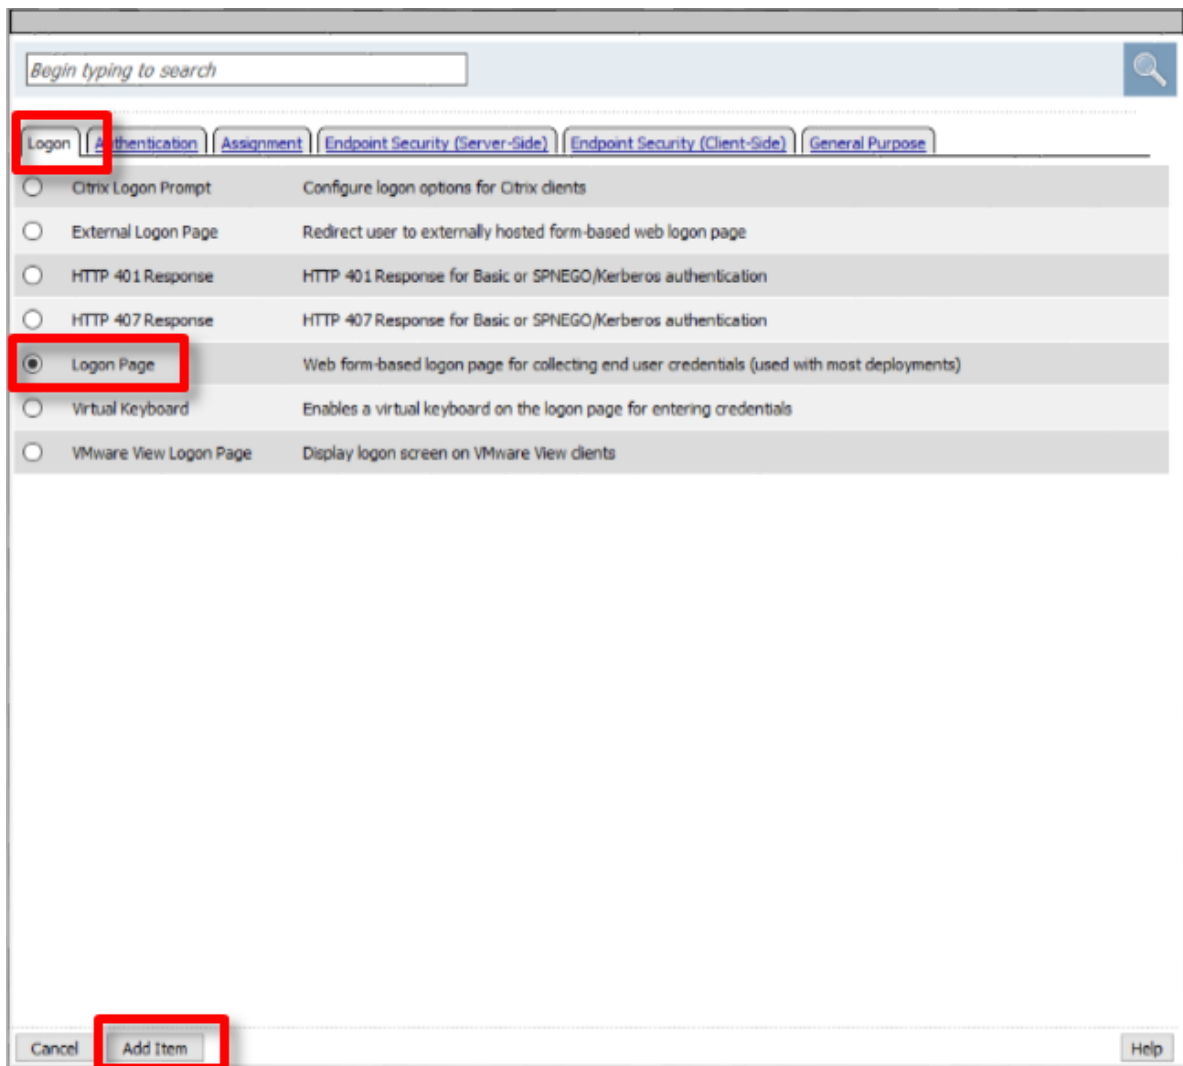 Begin typing to search
Logon Authentication Assignment Endpoint Security (Server-Side) Endpoint Security (Client-Side) General Purpose
Citrix Logon Prompt Configure logon options for Citrix clients
External Logon Page Redirect user to externally hosted form-based web logon page
HTTP 401 Response HTTP 401 Response for Basic or SPNEGO/Kerberos authentication
HTTP 407 Response HTTP 407 Response for Basic or SPNEGO/Kerberos authentication
Logon Page Web form-based logon page for collecting end user credentials (used with most deployments)
Virtual Keyboard Enables a virtual keyboard on the logon page for entering credentials
VMware View Logon Page Display logon screen on VMware View clients
Cancel Add Item Help